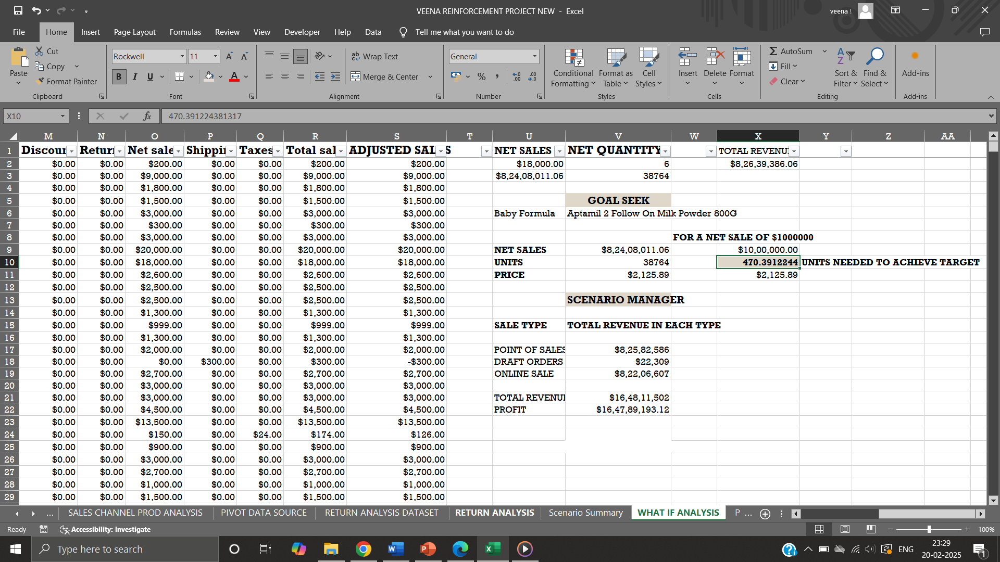 VEENA REINFORCEMENT PROJECT NEW - Excel
veena !
File Home Insert Page Layout Formulas Review View Developer Help Data Tell me what you want to do
Paste
Cut
Copy
Format Painter
Clipboard
Rockwell 11
B I U
Font
Wrap Text
Merge & Center
Alignment
General
Number
Conditional Formatting
Format as Table
Cell Styles
Styles
Insert Delete Format
Cells
AutoSum
Fill
Clear
Sort & Filter
Find & Select
Editing
Add-ins
Add-ins
X10 fx 470.391224381317
M N O P Q R S T U V W X Y Z AA
1 Discour Retur Net sale Shippi Taxes Total sal ADJUSTED SALES NET SALES NET QUANTITY TOTAL REVENU
2 $0.00 $0.00 $200.00 $0.00 $0.00 $200.00 $200.00 $18,000.00 6 $8,26,39,386.06
3 $0.00 $0.00 $9,000.00 $0.00 $0.00 $9,000.00 $9,000.00 $8,24,08,011.06 38764
4 $0.00 $0.00 $1,800.00 $0.00 $0.00 $1,800.00 $1,800.00
5 $0.00 $0.00 $1,500.00 $0.00 $0.00 $1,500.00 $1,500.00 GOAL SEEK
6 $0.00 $0.00 $3,000.00 $0.00 $0.00 $3,000.00 $3,000.00 Baby Formula Aptamil 2 Follow On Milk Powder 800G
7 $0.00 $0.00 $300.00 $0.00 $0.00 $300.00 $300.00
8 $0.00 $0.00 $3,000.00 $0.00 $0.00 $3,000.00 $3,000.00 FOR A NET SALE OF $1000000
9 $0.00 $0.00 $20,000.00 $0.00 $0.00 $20,000.00 $20,000.00 NET SALES $8,24,08,011.06 $10,00,000.00
10 $0.00 $0.00 $18,000.00 $0.00 $0.00 $18,000.00 $18,000.00 UNITS 38764 470.3912244 UNITS NEEDED TO ACHIEVE TARGET
11 $0.00 $0.00 $2,600.00 $0.00 $0.00 $2,600.00 $2,600.00 PRICE $2,125.89 $2,125.89
12 $0.00 $0.00 $2,500.00 $0.00 $0.00 $2,500.00 $2,500.00
13 $0.00 $0.00 $2,500.00 $0.00 $0.00 $2,500.00 $2,500.00 SCENARIO MANAGER
14 $0.00 $0.00 $1,300.00 $0.00 $0.00 $1,300.00 $1,300.00
15 $0.00 $0.00 $999.00 $0.00 $0.00 $999.00 $999.00 SALE TYPE TOTAL REVENUE IN EACH TYPE
16 $0.00 $0.00 $1,300.00 $0.00 $0.00 $1,300.00 $1,300.00
17 $0.00 $0.00 $2,000.00 $0.00 $0.00 $2,000.00 $2,000.00 POINT OF SALES $8,25,82,586
18 $0.00 $0.00 $0.00 $300.00 $0.00 $300.00 -$300.00 DRAFT ORDERS $22,309
19 $0.00 $0.00 $2,700.00 $0.00 $0.00 $2,700.00 $2,700.00 ONLINE SALE $8,22,06,607
20 $0.00 $0.00 $3,000.00 $0.00 $0.00 $3,000.00 $3,000.00
21 $0.00 $0.00 $3,000.00 $0.00 $0.00 $3,000.00 $3,000.00 TOTAL REVENUE $16,48,11,502
22 $0.00 $0.00 $4,500.00 $0.00 $0.00 $4,500.00 $4,500.00 PROFIT $16,47,89,193.12
23 $0.00 $0.00 $13,500.00 $0.00 $0.00 $13,500.00 $13,500.00
24 $0.00 $0.00 $150.00 $0.00 $24.00 $174.00 $126.00
25 $0.00 $0.00 $900.00 $0.00 $0.00 $900.00 $900.00
26 $0.00 $0.00 $3,000.00 $0.00 $0.00 $3,000.00 $3,000.00
27 $0.00 $0.00 $2,700.00 $0.00 $0.00 $2,700.00 $2,700.00
28 $0.00 $0.00 $1,000.00 $0.00 $0.00 $1,000.00 $1,000.00
29 $0.00 $0.00 $1,500.00 $0.00 $0.00 $1,500.00 $1,500.00
... SALES CHANNEL PROD ANALYSIS PIVOT DATA SOURCE RETURN ANALYSIS DATASET RETURN ANALYSIS Scenario Summary WHAT IF ANALYSIS P ...
Ready Accessibility: Investigate 100%
Type here to search
ENG
23:29
20-02-2025
1